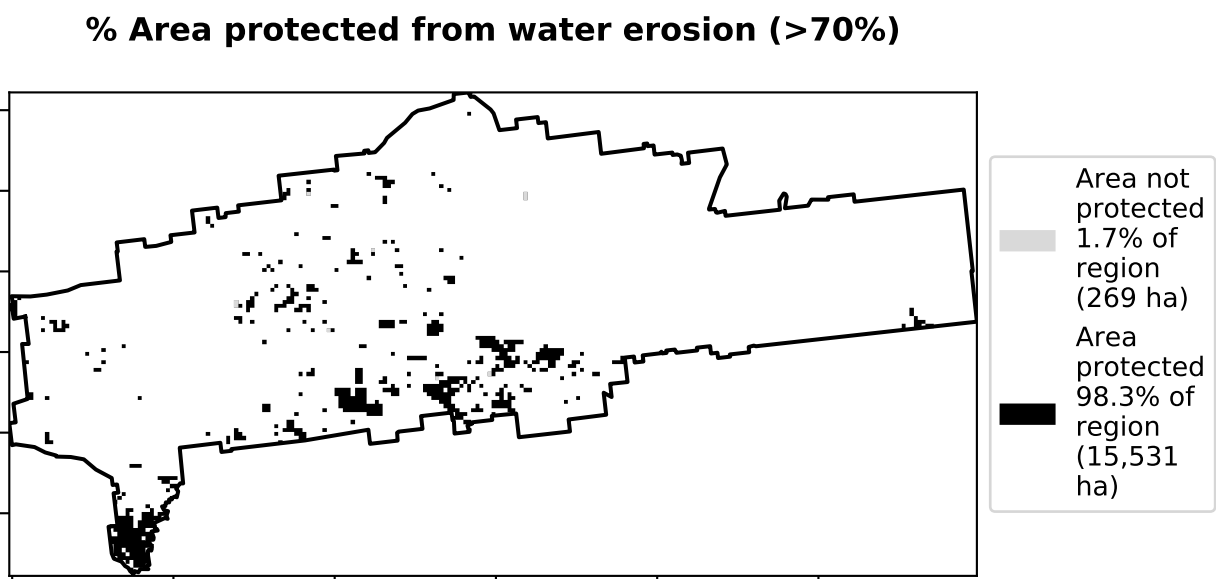 % Area protected from water erosion (>70%)
Area not
protected
1.7% of
region
(269 ha)
Area
protected
98.3% of
region
(15,531
ha)